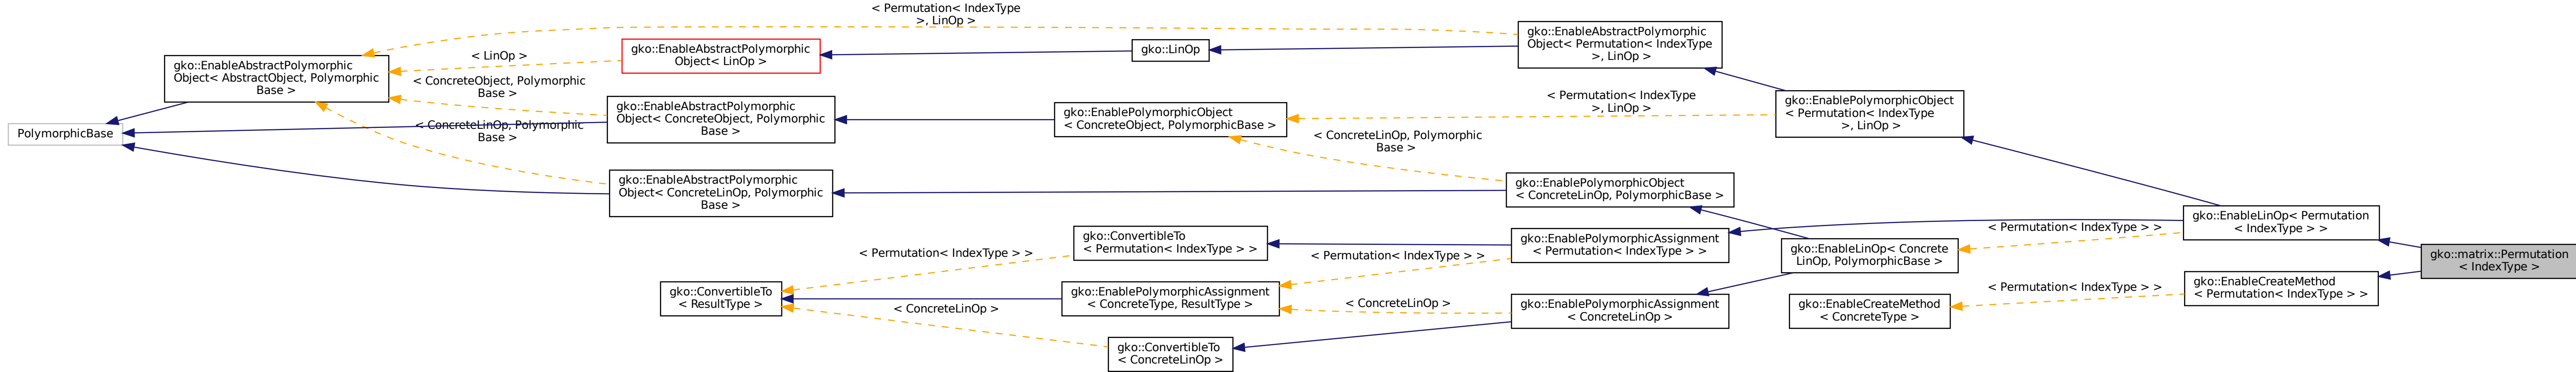 PolymorphicBase
gko::EnableAbstractPolymorphic
Object< AbstractObject, Polymorphic
Base >
< Permutation< IndexType
>, LinOp >
< LinOp >
< ConcreteObject, Polymorphic
Base >
< ConcreteLinOp, Polymorphic
Base >
gko::EnableAbstractPolymorphic
Object< LinOp >
gko::EnableAbstractPolymorphic
Object< ConcreteObject, Polymorphic
Base >
gko::EnableAbstractPolymorphic
Object< ConcreteLinOp, Polymorphic
Base >
gko::ConvertibleTo
< ResultType >
< Permutation< IndexType > >
< ConcreteLinOp >
gko::LinOp
gko::EnablePolymorphicObject
< ConcreteObject, PolymorphicBase >
gko::ConvertibleTo
< Permutation< IndexType > >
gko::EnablePolymorphicAssignment
< ConcreteType, ResultType >
gko::ConvertibleTo
< ConcreteLinOp >
< ConcreteLinOp, Polymorphic
Base >
< Permutation< IndexType > >
< ConcreteLinOp >
gko::EnableAbstractPolymorphic
Object< Permutation< IndexType
>, LinOp >
< Permutation< IndexType
>, LinOp >
gko::EnablePolymorphicObject
< ConcreteLinOp, PolymorphicBase >
gko::EnablePolymorphicAssignment
< Permutation< IndexType > >
gko::EnablePolymorphicAssignment
< ConcreteLinOp >
gko::EnablePolymorphicObject
< Permutation< IndexType
>, LinOp >
gko::EnableLinOp< Concrete
LinOp, PolymorphicBase >
gko::EnableCreateMethod
< ConcreteType >
< Permutation< IndexType > >
< Permutation< IndexType > >
gko::EnableLinOp< Permutation
< IndexType > >
gko::EnableCreateMethod
< Permutation< IndexType > >
gko::matrix::Permutation
< IndexType >